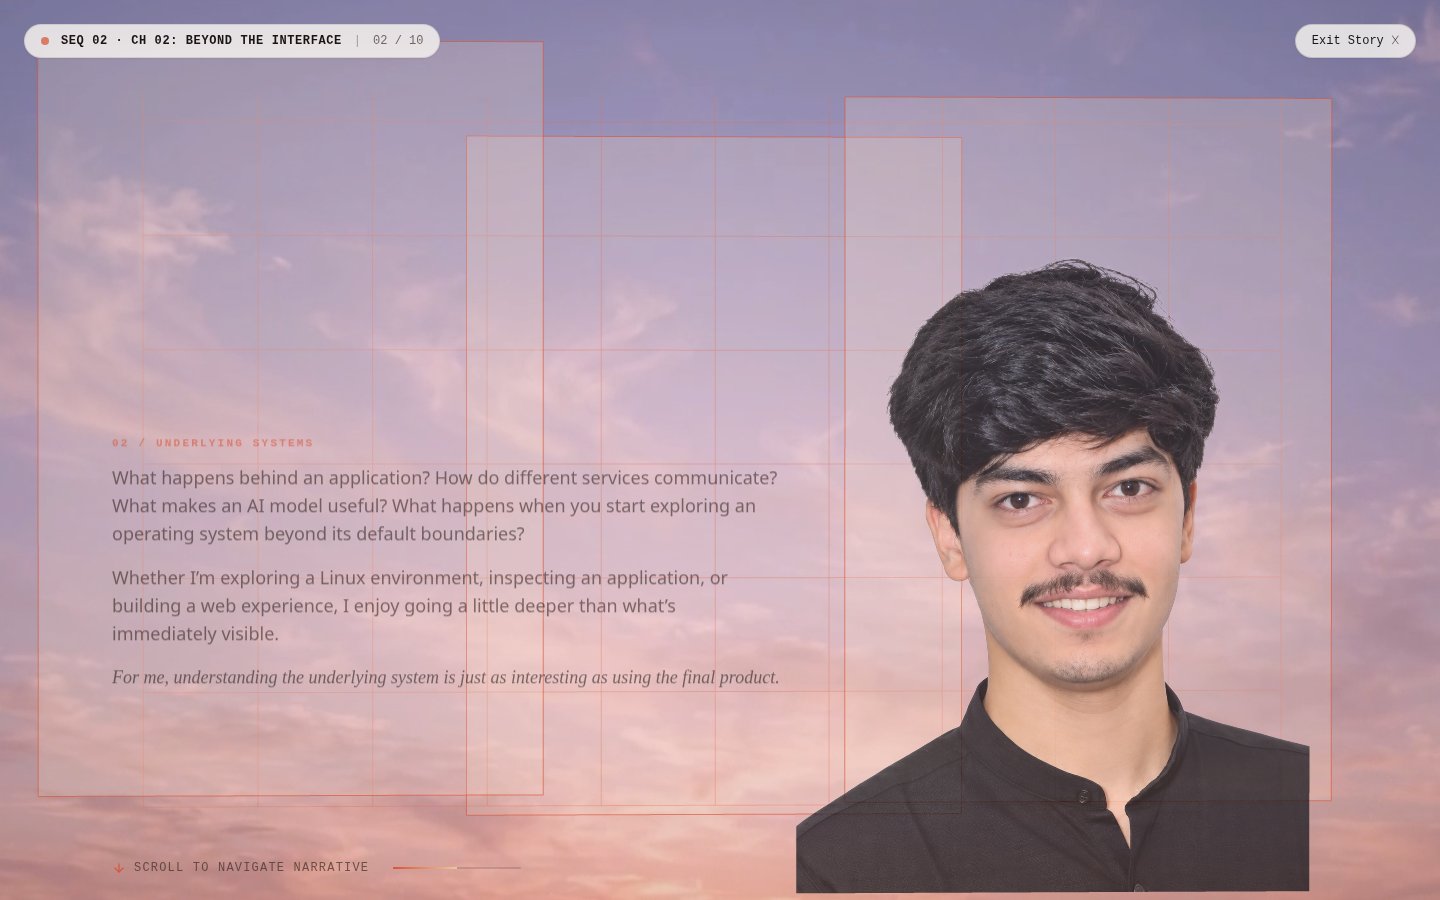 SEQ 02 · CH 02: BEYOND THE INTERFACE | 02 / 10
Exit Story X
02 / UNDERLYING SYSTEMS
What happens behind an application? How do different services communicate?
What makes an AI model useful? What happens when you start exploring an
operating system beyond its default boundaries?
Whether I’m exploring a Linux environment, inspecting an application, or
building a web experience, I enjoy going a little deeper than what’s
immediately visible.
For me, understanding the underlying system is just as interesting as using the final product.
↓ SCROLL TO NAVIGATE NARRATIVE